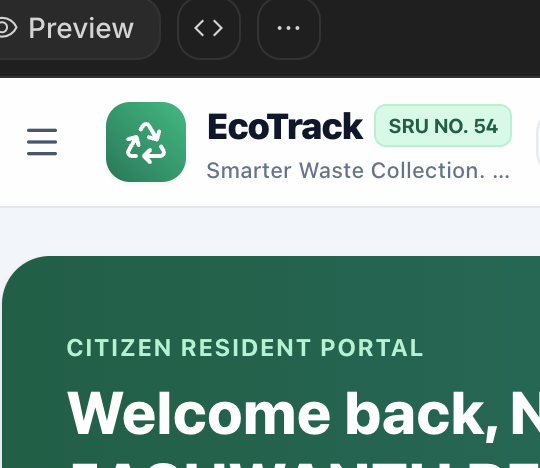 Preview
EcoTrack SRU NO. 54
Smarter Waste Collection. ...
CITIZEN RESIDENT PORTAL
Welcome back, N